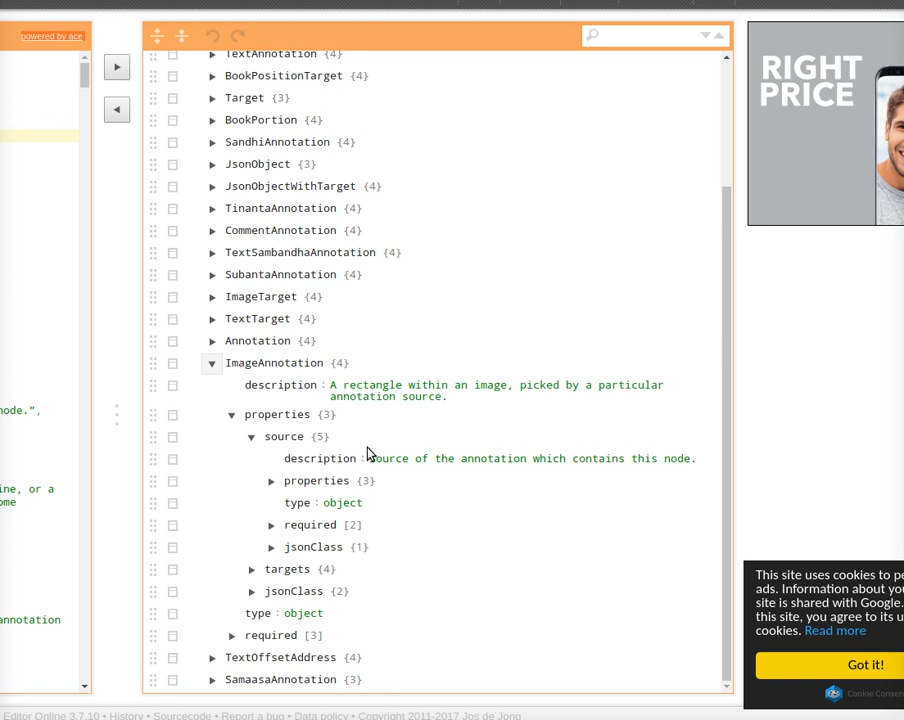 powered by ace
TextAnnotation {4}
BookPositionTarget {4}
Target {3}
BookPortion {4}
SandhiAnnotation {4}
JsonObject {3}
JsonObjectWithTarget {4}
TinantaAnnotation {4}
CommentAnnotation {4}
TextSambandhaAnnotation {4}
SubantaAnnotation {4}
ImageTarget {4}
TextTarget {4}
Annotation {4}
ImageAnnotation {4}
description : A rectangle within an image, picked by a particular
annotation source.
properties {3}
source {5}
description : Source of the annotation which contains this node.
properties {3}
type : object
required [2]
jsonClass {1}
targets {4}
jsonClass {2}
type : object
required [3]
TextOffsetAddress {4}
SamaasaAnnotation {3}
node.",
ine, or a
ome
annotation
RIGHT
PRICE
This site uses cookies to pe
ads. Information about you
site is shared with Google.
this site, you agree to its u
cookies. Read more
Got it!
Cookie Consen
Editor Online 3.7.10 • History • Sourcecode • Report a bug • Data policy • Copyright 2011-2017 Jos de Jong